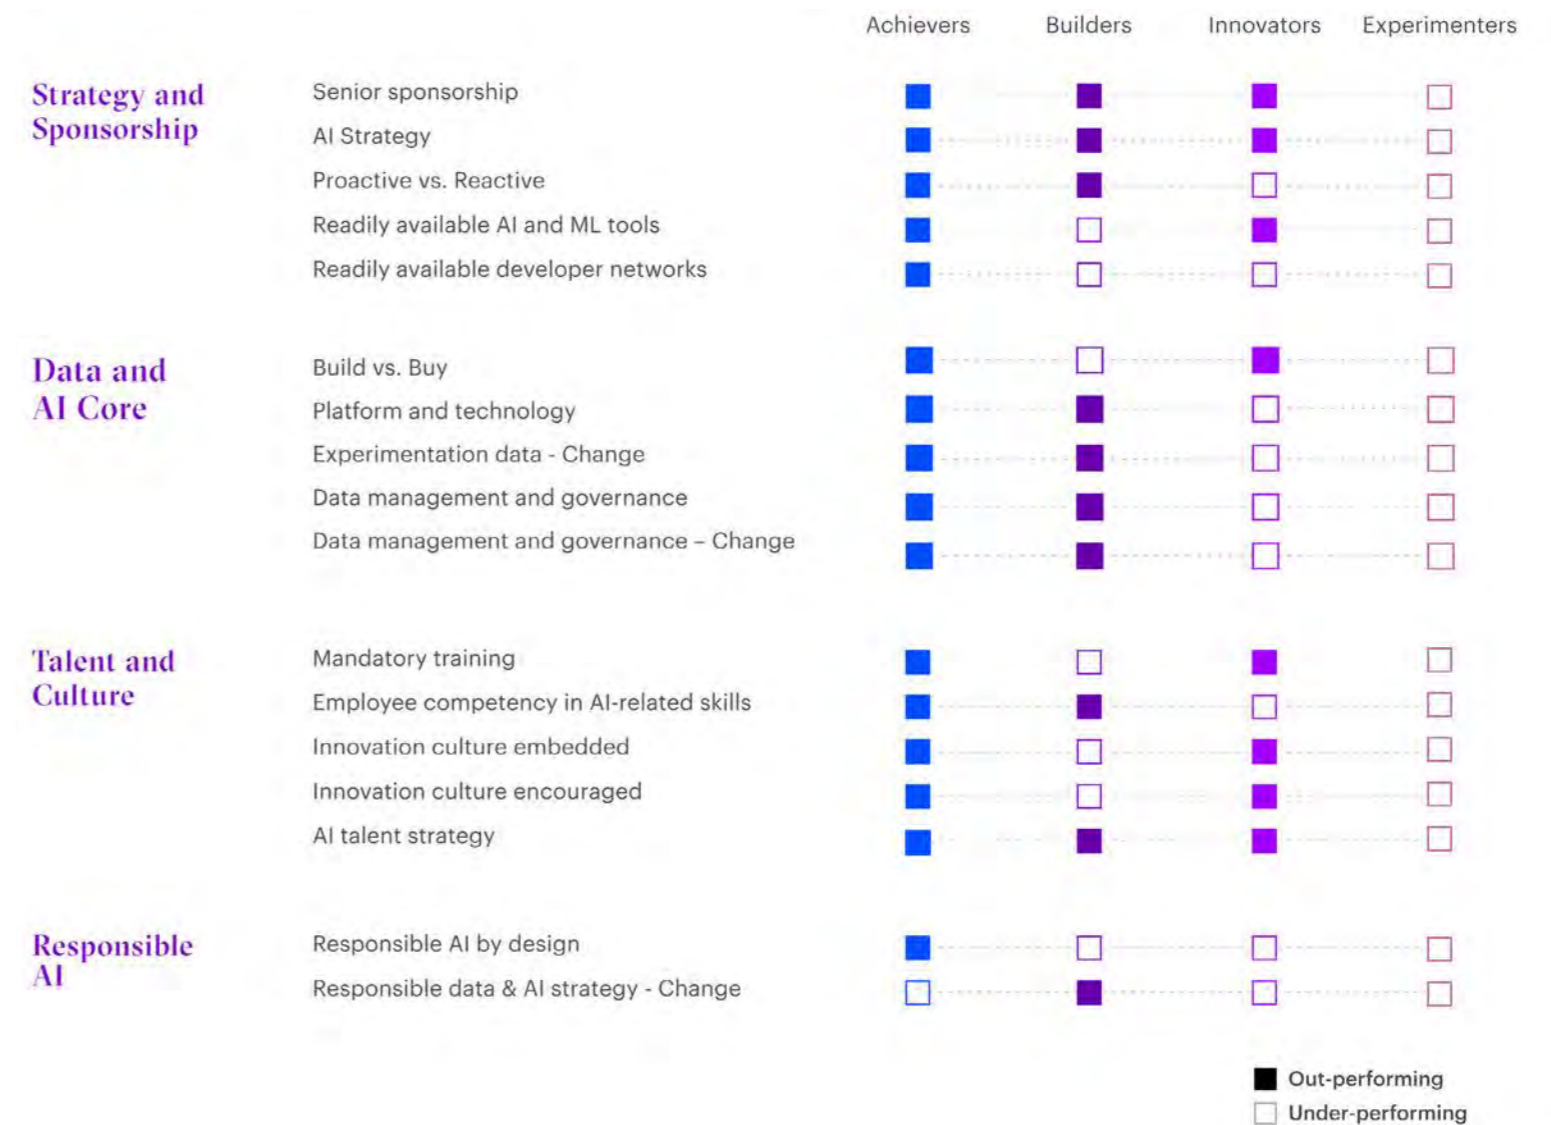 Achievers Builders Innovators Experimenters
Strategy and
Sponsorship
Senior sponsorship
AI Strategy
Proactive vs. Reactive
Readily available AI and ML tools
Readily available developer networks
Data and
AI Core
Build vs. Buy
Platform and technology
Experimentation data - Change
Data management and governance
Data management and governance – Change
Talent and
Culture
Mandatory training
Employee competency in AI-related skills
Innovation culture embedded
Innovation culture encouraged
AI talent strategy
Responsible
AI
Responsible AI by design
Responsible data & AI strategy - Change
Out-performing
Under-performing